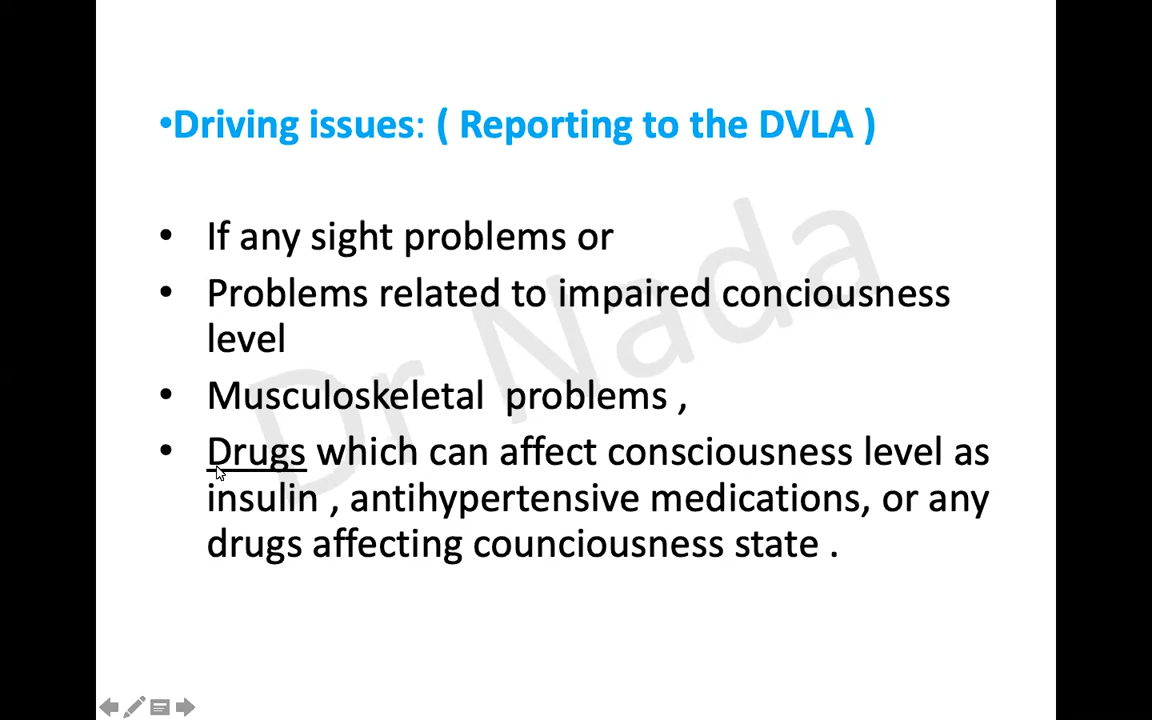 •Driving issues: ( Reporting to the DVLA )
• If any sight problems or
• Problems related to impaired conciousness
level
• Musculoskeletal  problems ,
• Drugs which can affect consciousness level as
insulin , antihypertensive medications, or any
drugs affecting counciousness state .
Dr Nada